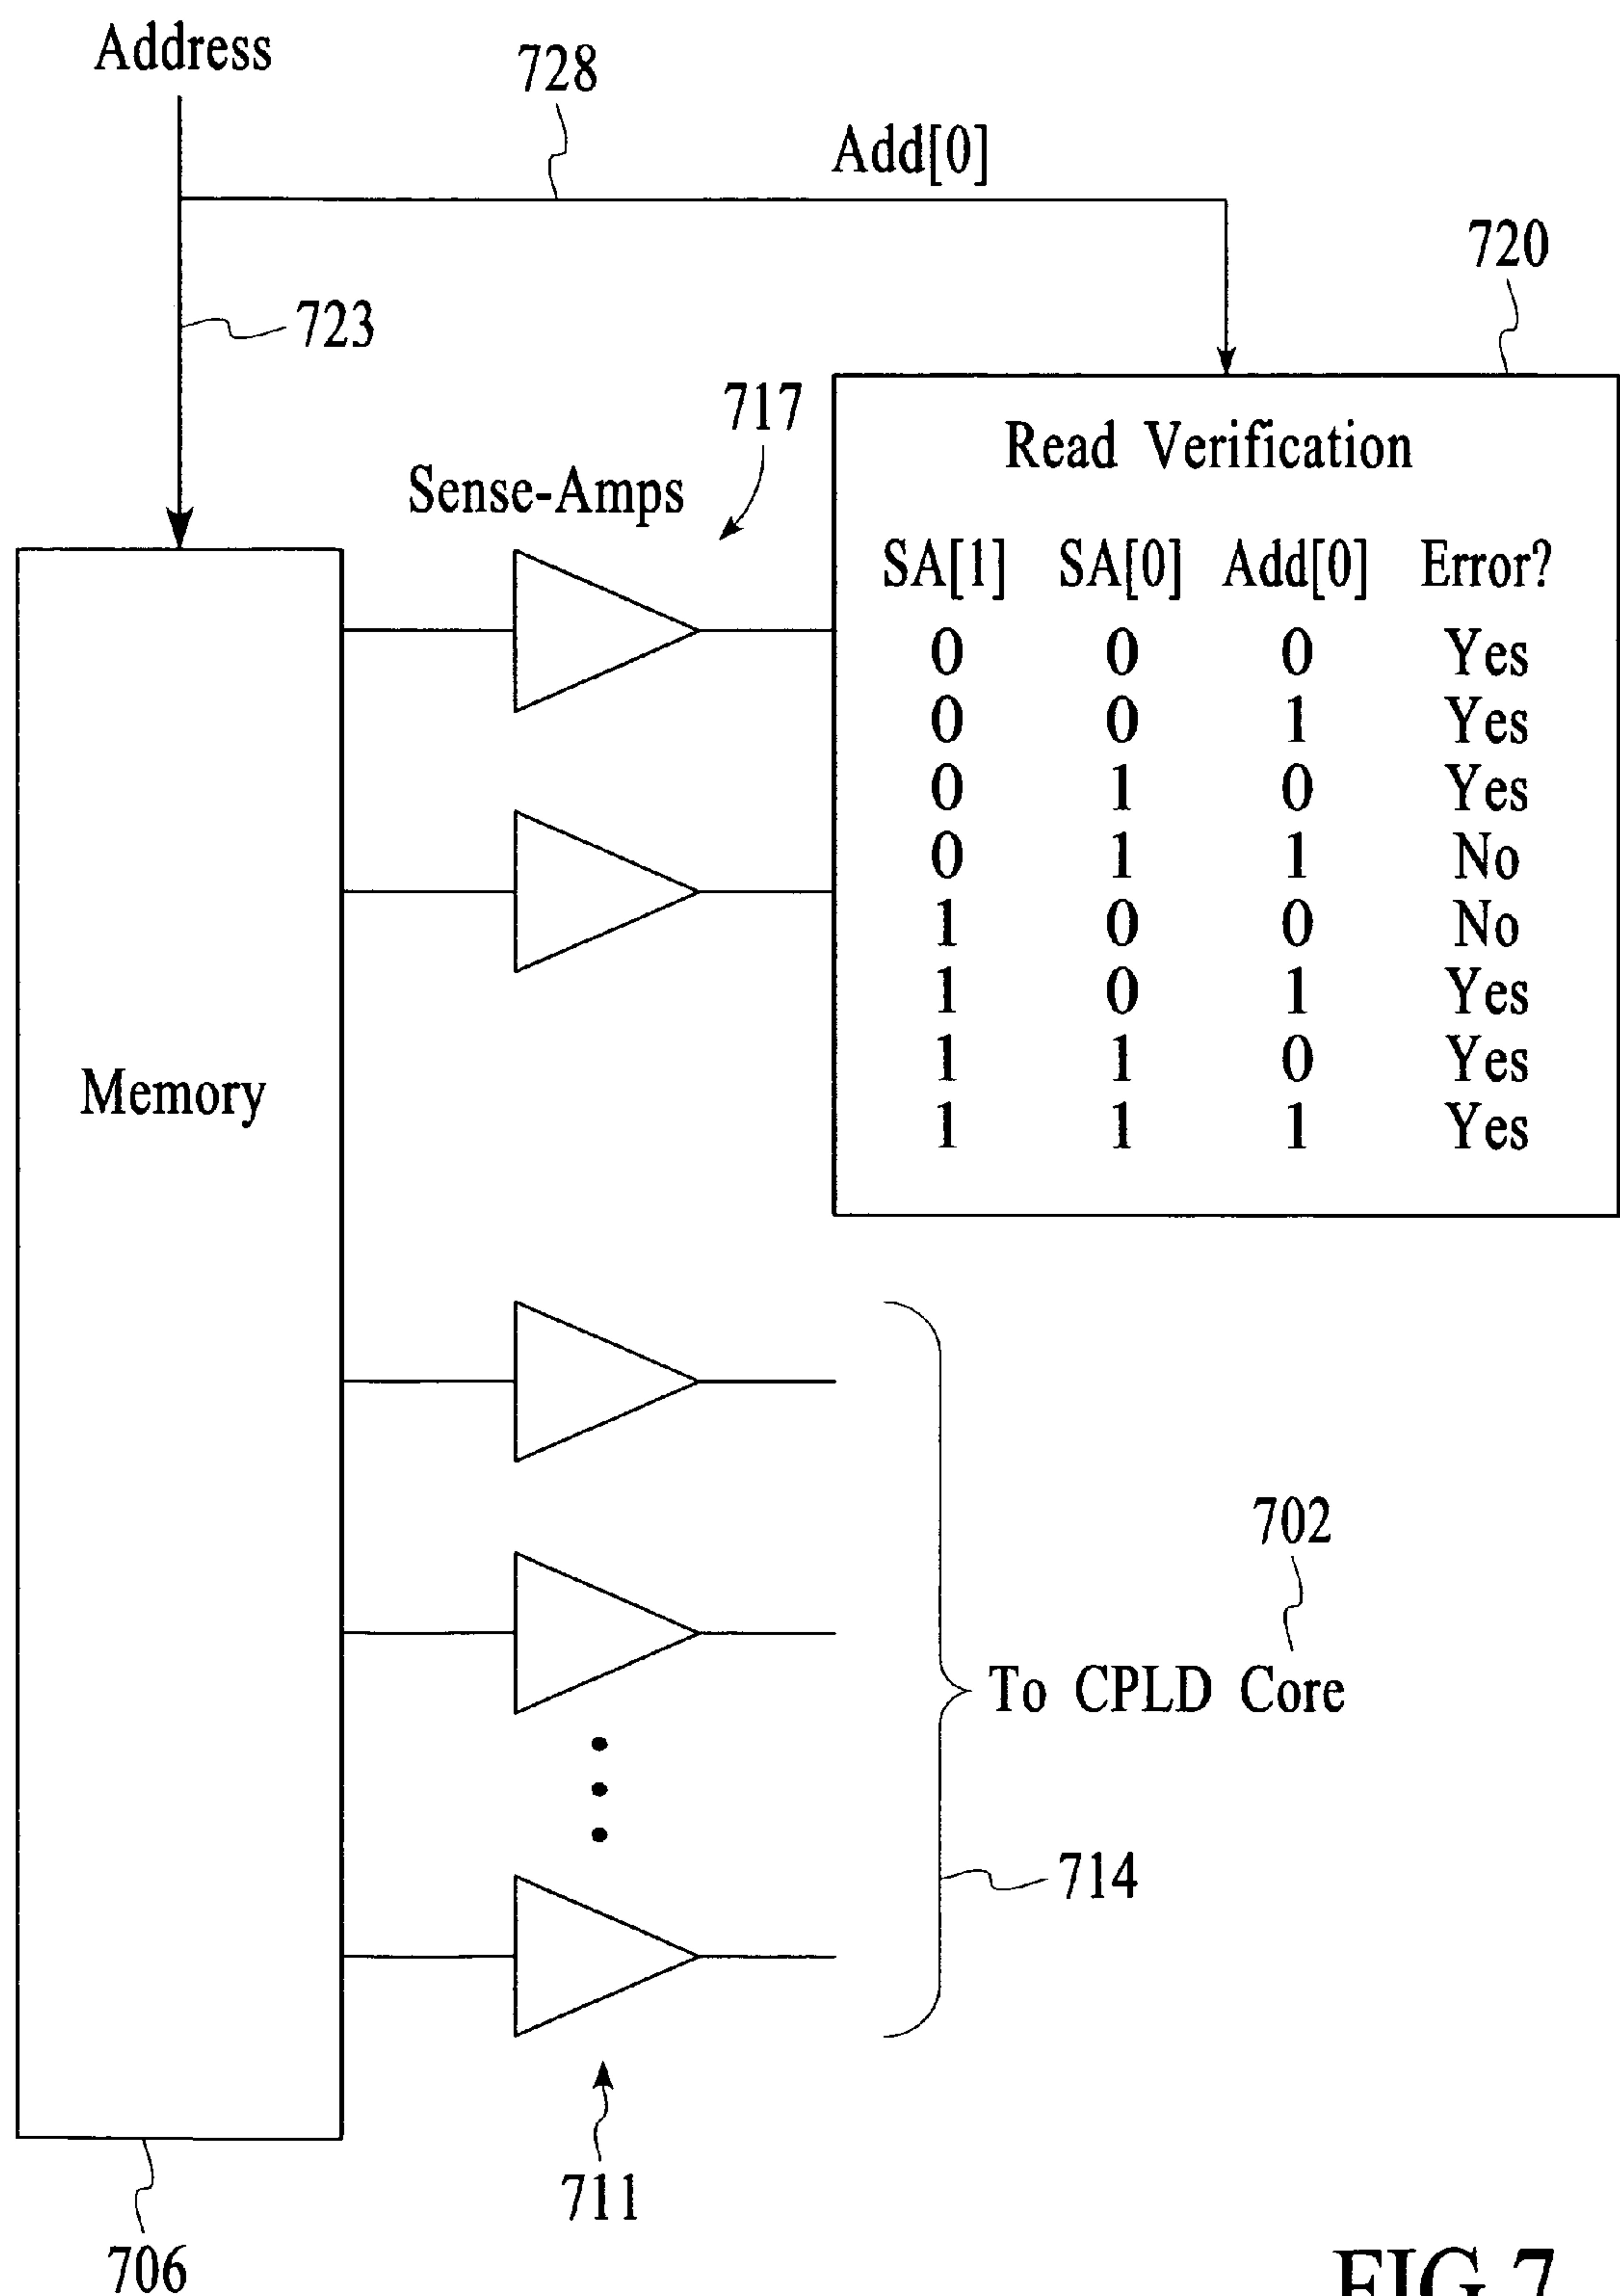 Address
728
Add[0]
720
723
717
Read Verification
Sense-Amps
SA[1] SA[0] Add[0] Error?
0 0 0 Yes
0 0 1 Yes
0 1 0 Yes
0 1 1 No
1 0 0 No
1 0 1 Yes
1 1 0 Yes
1 1 1 Yes
Memory
702
To CPLD Core
714
711
706
FIG.7